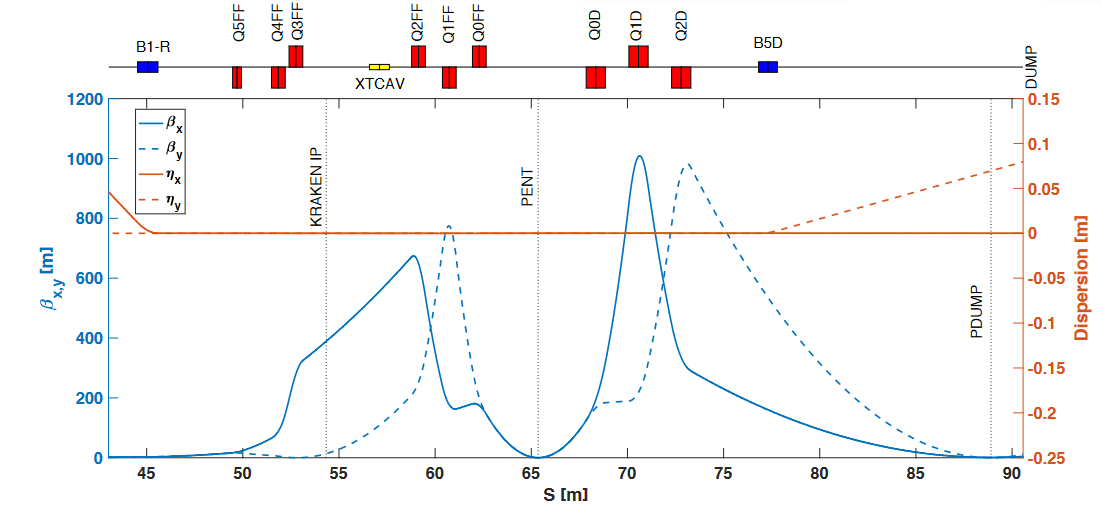 Q5FF
Q4FF
Q3FF
Q2FF
Q1FF
Q0FF
Q0D
Q1D
Q2D
B1-R
XTCAV
B5D
DUMP
1200
1000
800
600
400
200
0
βx,y [m]
βx
βy
ηx
ηy
KRAKEN IP
PENT
PDUMP
0.15
0.1
0.05
0
-0.05
-0.1
-0.15
-0.2
-0.25
Dispersion [m]
45
50
55
60
65
70
75
80
85
90
S [m]